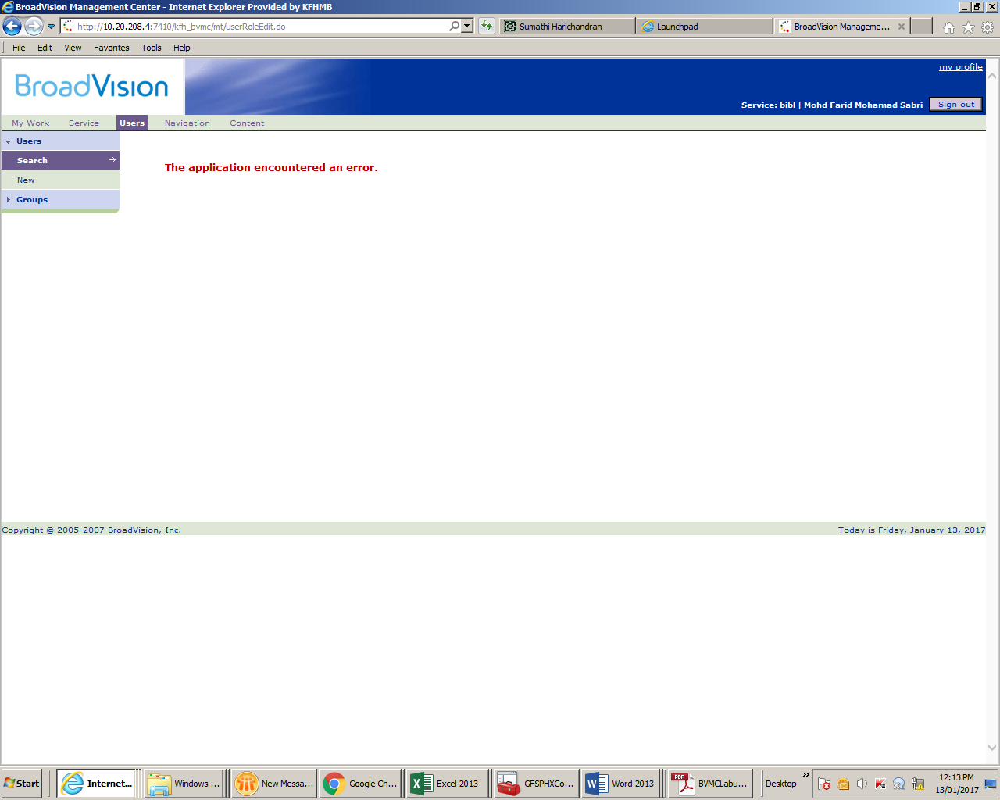 BroadVision Management Center - Internet Explorer Provided by KFHMB
http://10.20.208.4:7410/kfh_bvmc/mt/userRoleEdit.do
Sumathi Harichandran
Launchpad
BroadVision Manageme...
File Edit View Favorites Tools Help
BroadVision
my profile
Service: bibl | Mohd Farid Mohamad Sabri
Sign out
My Work Service Users Navigation Content
Users
Search
New
Groups
The application encountered an error.
Copyright © 2005-2007 BroadVision, Inc.
Today is Friday, January 13, 2017
Start
Internet...
Windows ...
New Messa...
Google Ch...
Excel 2013
GFSPHXCo...
Word 2013
PDF
BVMCLabu...
Desktop
»
12:13 PM
13/01/2017